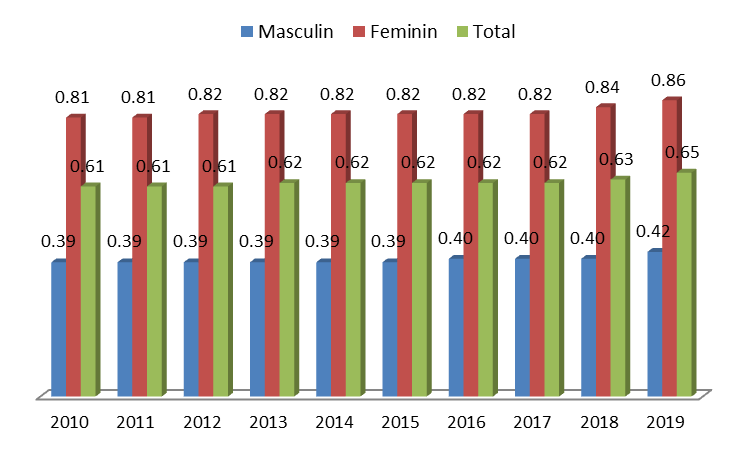 Masculin Feminin Total
0.81 0.81 0.82 0.82 0.82 0.82 0.82 0.82 0.84 0.86
0.61 0.61 0.61 0.62 0.62 0.62 0.62 0.62 0.63 0.65
0.39 0.39 0.39 0.39 0.39 0.39 0.40 0.40 0.40 0.42
2010 2011 2012 2013 2014 2015 2016 2017 2018 2019